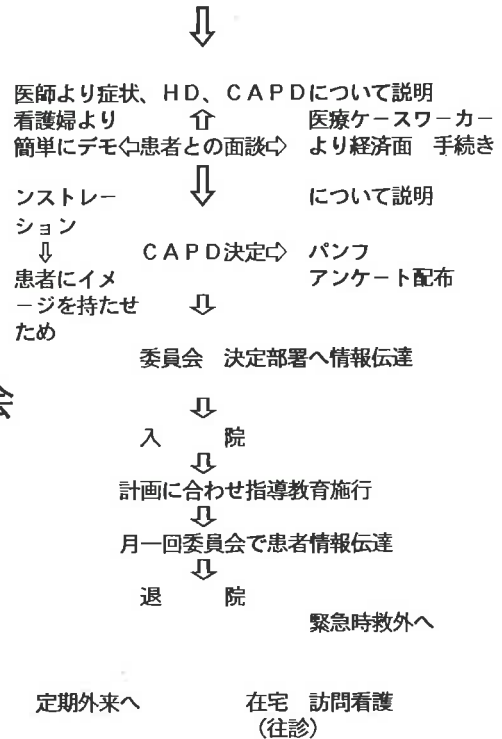 ⇩
医師より症状、ＨＤ、ＣＡＰＤについて説明
看護婦より ⇧ 医療ケースワーカー
簡単にデモ⇦患者との面談⇨ より経済面 手続き
ンストレー ⇩ について説明
ション
⇩ ＣＡＰＤ決定⇨ パンフ
患者にイメ アンケート配布
ージを持たせ ⇩
ため
委員会 決定部署へ情報伝達
会
⇩
入 院
⇩
計画に合わせ指導教育施行
⇩
月一回委員会で患者情報伝達
⇩
退 院
緊急時救外へ
定期外来へ 在宅 訪問看護
（往診）